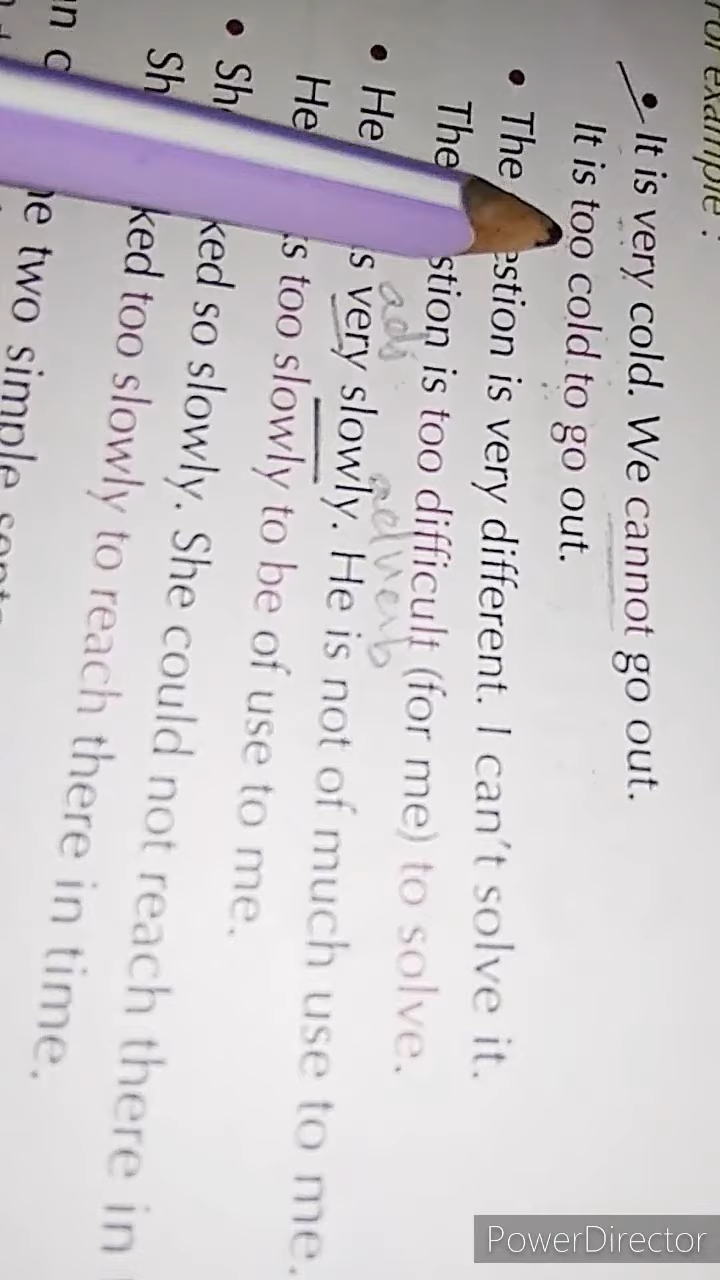 For example :
• It is very cold. We cannot go out.
It is too cold to go out.
• The estion is very different. I can't solve it.
The stion is too difficult (for me) to solve.
adj adverb
• He s very slowly. He is not of much use to me.
He s too slowly to be of use to me.
• Sh ked so slowly. She could not reach there in
Sh ked too slowly to reach there in time.
e two simple
PowerDirector